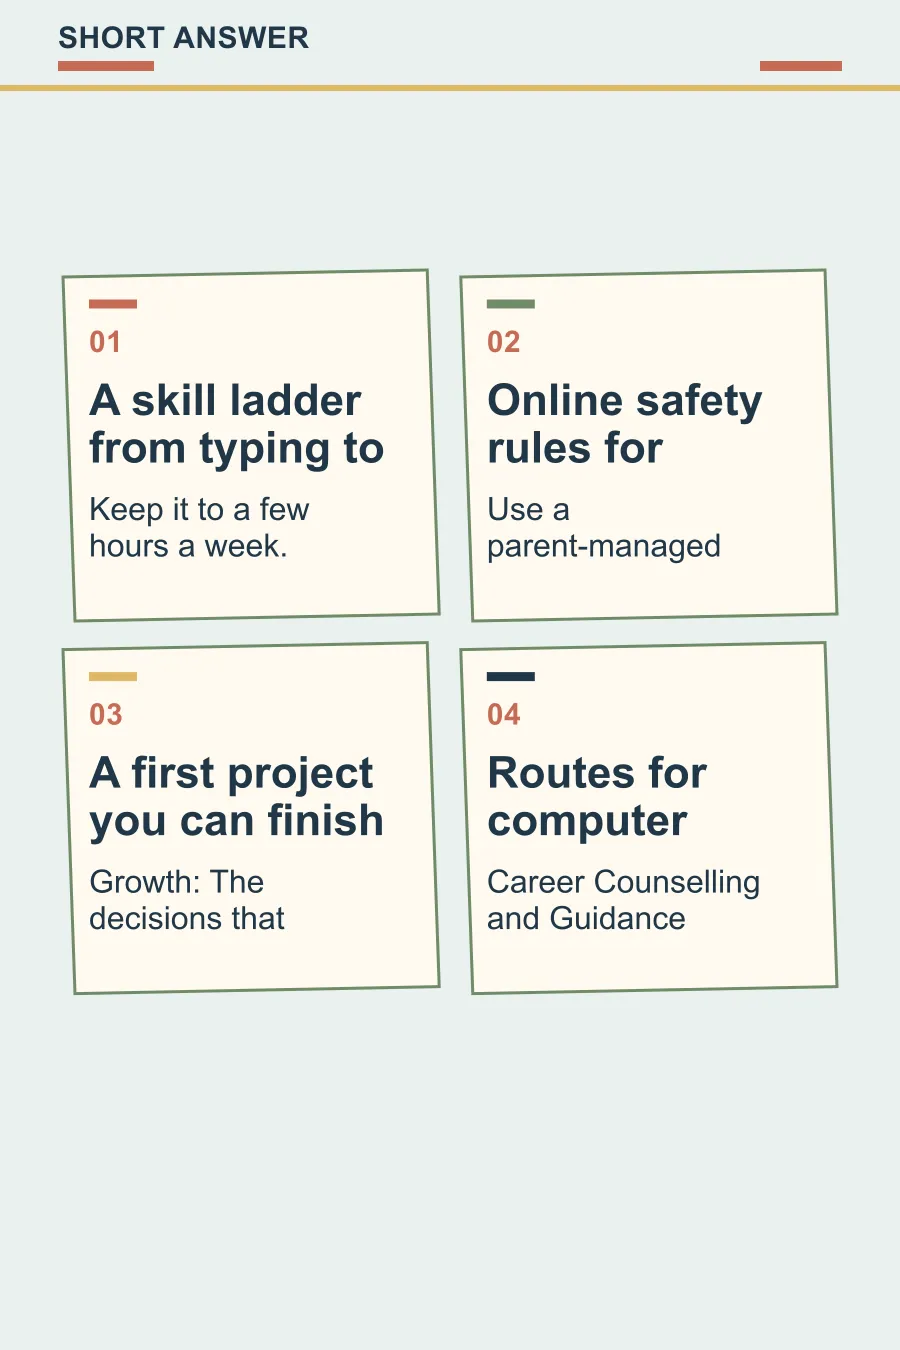 SHORT ANSWER
01
A skill ladder
from typing to
Keep it to a few
hours a week.
02
Online safety
rules for
Use a
parent-managed
03
A first project
you can finish
Growth: The
decisions that
04
Routes for
computer
Career Counselling
and Guidance